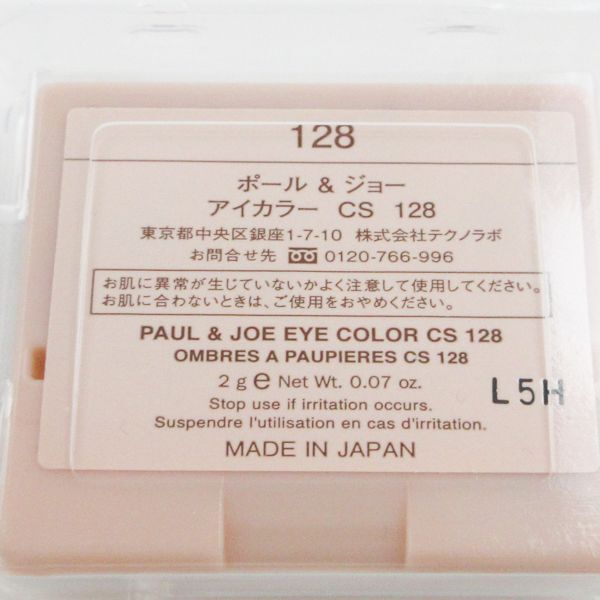 128
ポール & ジョー
アイカラー CS 128
東京都中央区銀座1-7-10 株式会社テクノラボ
お問合せ先 0120-766-996
お肌に異常が生じていないかよく注意して使用してください。
お肌に合わないときは、ご使用をおやめください。
PAUL & JOE EYE COLOR CS 128
OMBRES A PAUPIERES CS 128
2 g ℮ Net Wt. 0.07 oz.
L5H
Stop use if irritation occurs.
Suspendre l'utilisation en cas d'irritation.
MADE IN JAPAN